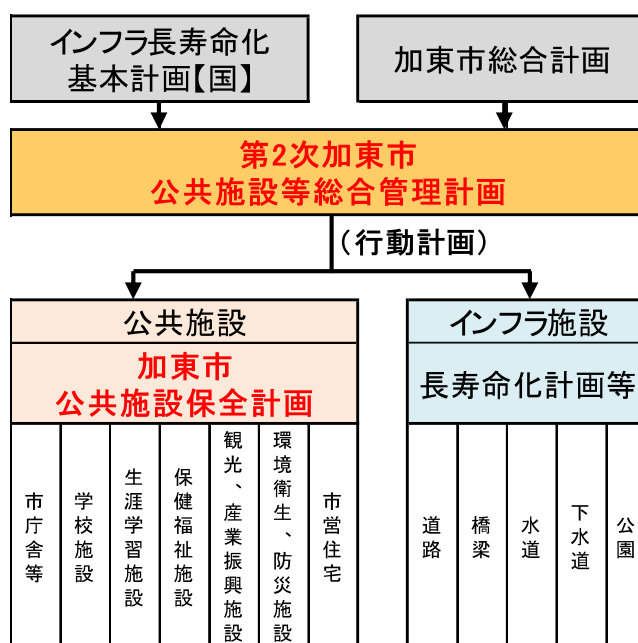 インフラ長寿命化
基本計画【国】
加東市総合計画
第2次加東市
公共施設等総合管理計画
（行動計画）
公共施設
加東市
公共施設保全計画
市庁舎等
学校施設
生涯学習施設
保健福祉施設
観光、産業振興施設
環境衛生、防災施設
市営住宅
インフラ施設
長寿命化計画等
道路
橋梁
水道
下水道
公園